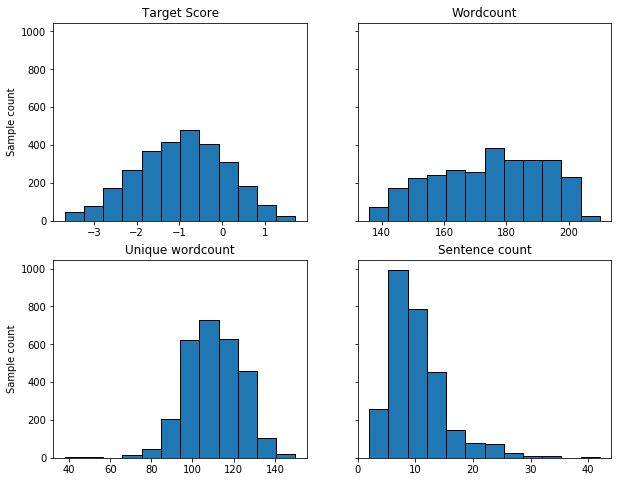 Target Score
Wordcount
1000
800
600
400
200
0
Sample count
−3 −2 −1 0 1
140 160 180 200
Unique wordcount
Sentence count
1000
800
600
400
200
0
Sample count
40 60 80 100 120 140
0 10 20 30 40